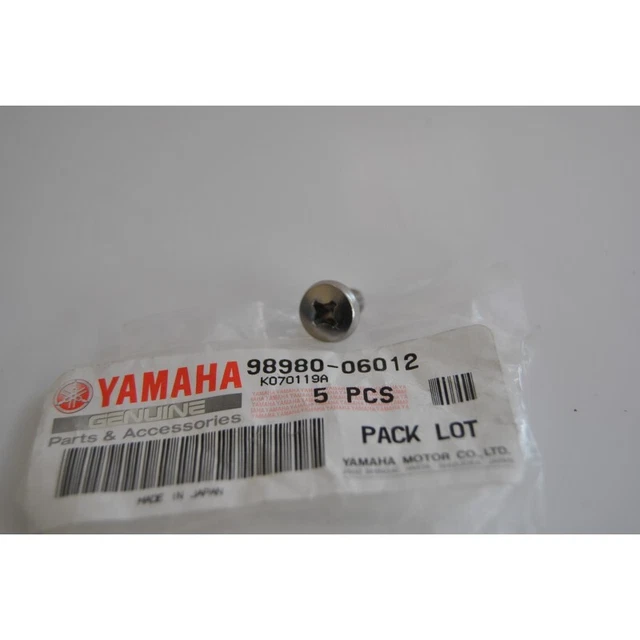 YAMAHA
GENUINE
Parts & Accessories
98980-06012
K070119A
5 PCS
PACK LOT
YAMAHA MOTOR CO., LTD.
MADE IN JAPAN